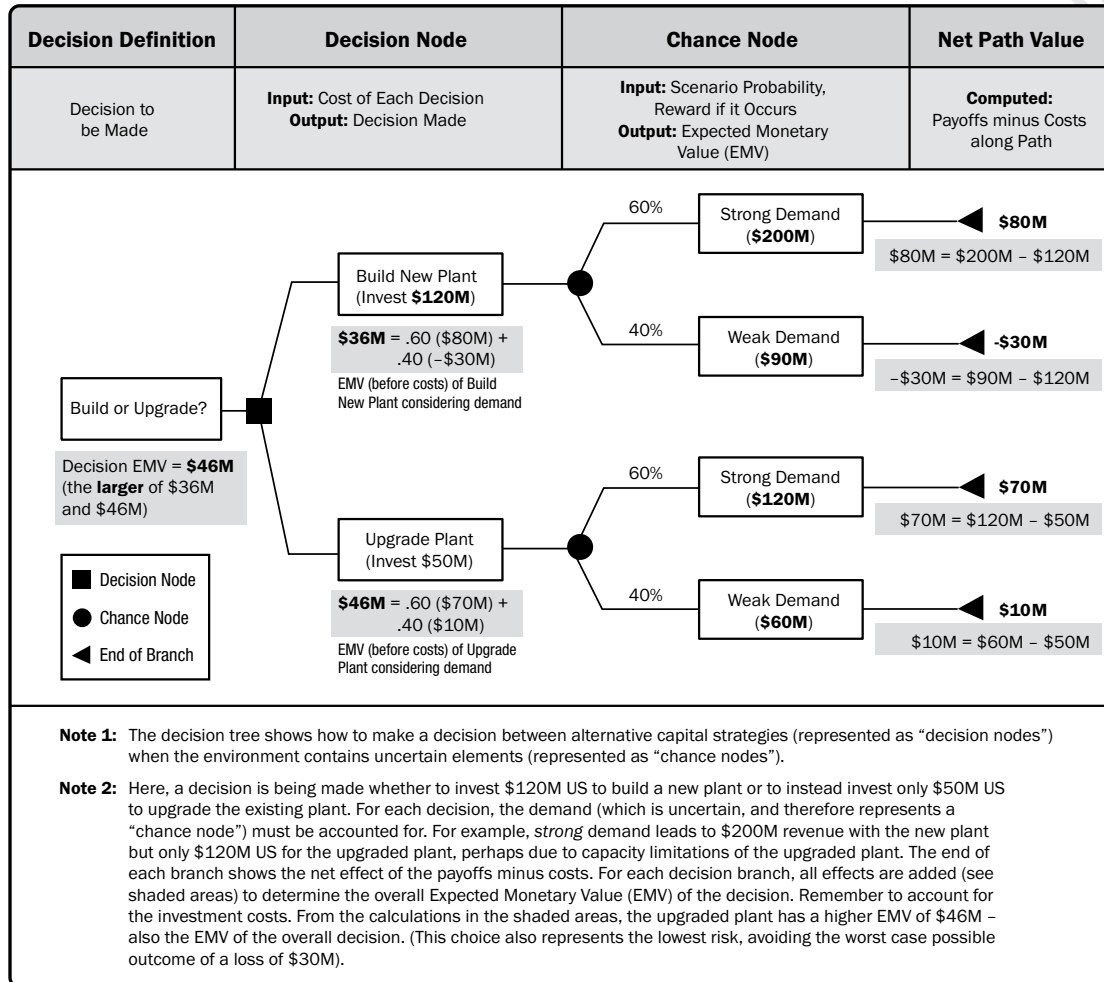 Decision Definition
Decision Node
Chance Node
Net Path Value
Decision to
be Made
Input: Cost of Each Decision
Output: Decision Made
Input: Scenario Probability,
Reward if it Occurs
Output: Expected Monetary
Value (EMV)
Computed:
Payoffs minus Costs
along Path
Build or Upgrade?
Decision EMV = $46M
(the larger of $36M
and $46M)
Build New Plant
(Invest $120M)
$36M = .60 ($80M) +
.40 (–$30M)
EMV (before costs) of Build
New Plant considering demand
60%
Strong Demand
($200M)
$80M
$80M = $200M – $120M
40%
Weak Demand
($90M)
-$30M
–$30M = $90M – $120M
Upgrade Plant
(Invest $50M)
$46M = .60 ($70M) +
.40 ($10M)
EMV (before costs) of Upgrade
Plant considering demand
60%
Strong Demand
($120M)
$70M
$70M = $120M – $50M
40%
Weak Demand
($60M)
$10M
$10M = $60M – $50M
Decision Node
Chance Node
End of Branch
Note 1: The decision tree shows how to make a decision between alternative capital strategies (represented as “decision nodes”)
when the environment contains uncertain elements (represented as “chance nodes”).
Note 2: Here, a decision is being made whether to invest $120M US to build a new plant or to instead invest only $50M US
to upgrade the existing plant. For each decision, the demand (which is uncertain, and therefore represents a
“chance node”) must be accounted for. For example, strong demand leads to $200M revenue with the new plant
but only $120M US for the upgraded plant, perhaps due to capacity limitations of the upgraded plant. The end of
each branch shows the net effect of the payoffs minus costs. For each decision branch, all effects are added (see
shaded areas) to determine the overall Expected Monetary Value (EMV) of the decision. Remember to account for
the investment costs. From the calculations in the shaded areas, the upgraded plant has a higher EMV of $46M –
also the EMV of the overall decision. (This choice also represents the lowest risk, avoiding the worst case possible
outcome of a loss of $30M).